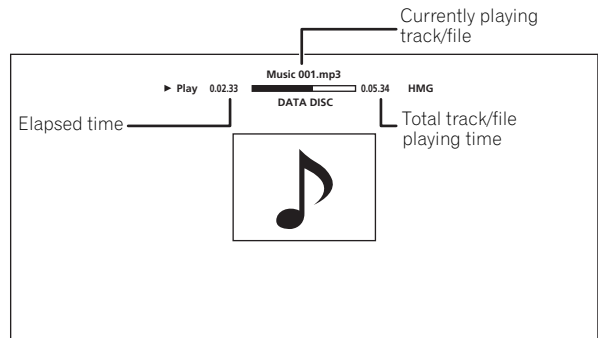 Currently playing
track/file
Music 001.mp3
► Play 0.02.33 0.05.34 HMG
DATA DISC
Elapsed time
Total track/file
playing time